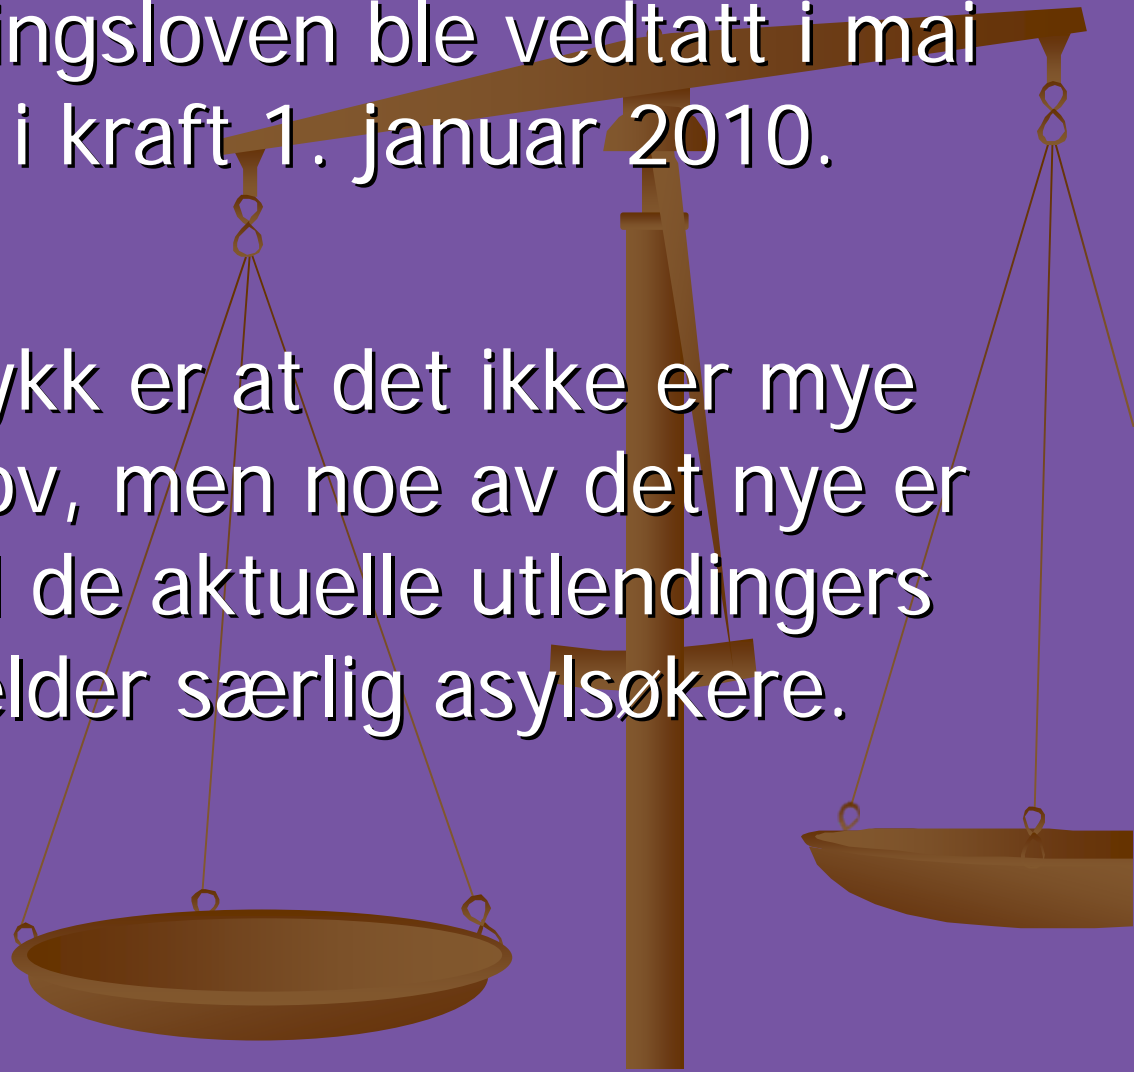 ingsloven ble vedtatt i mai
i kraft 1. januar 2010.
ykk er at det ikke er mye
ov, men noe av det nye er
de aktuelle utlendingers
elder særlig asylsøkere.